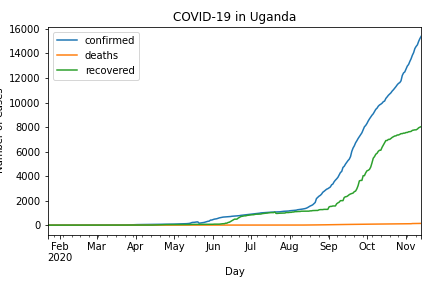 COVID-19 in Uganda
confirmed
deaths
recovered
16000
14000
12000
10000
8000
6000
4000
2000
0
Feb Mar Apr May Jun Jul Aug Sep Oct Nov
2020
Day